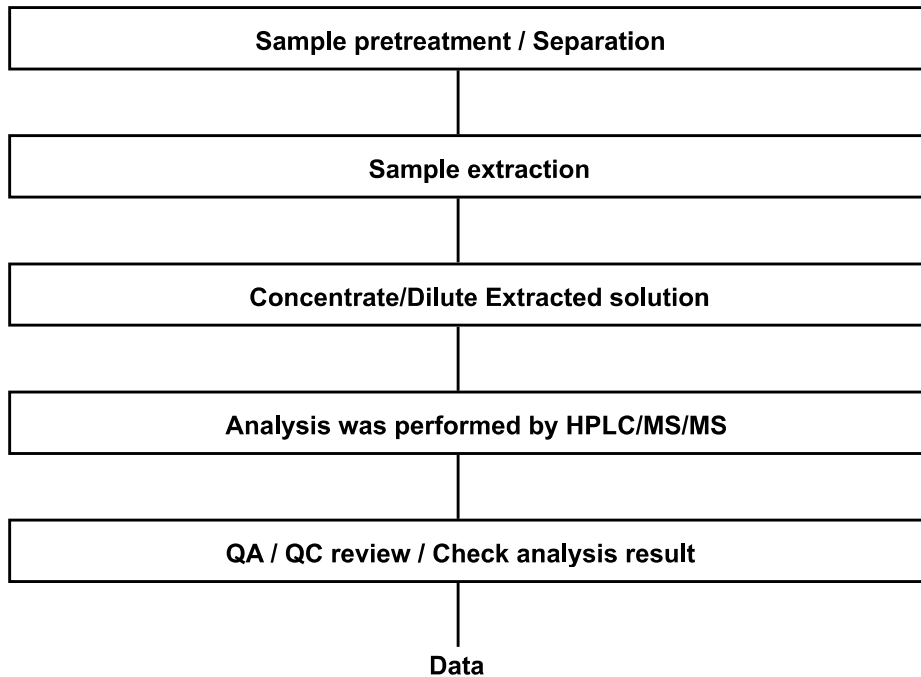 Sample pretreatment / Separation
Sample extraction
Concentrate/Dilute Extracted solution
Analysis was performed by HPLC/MS/MS
QA / QC review / Check analysis result
Data